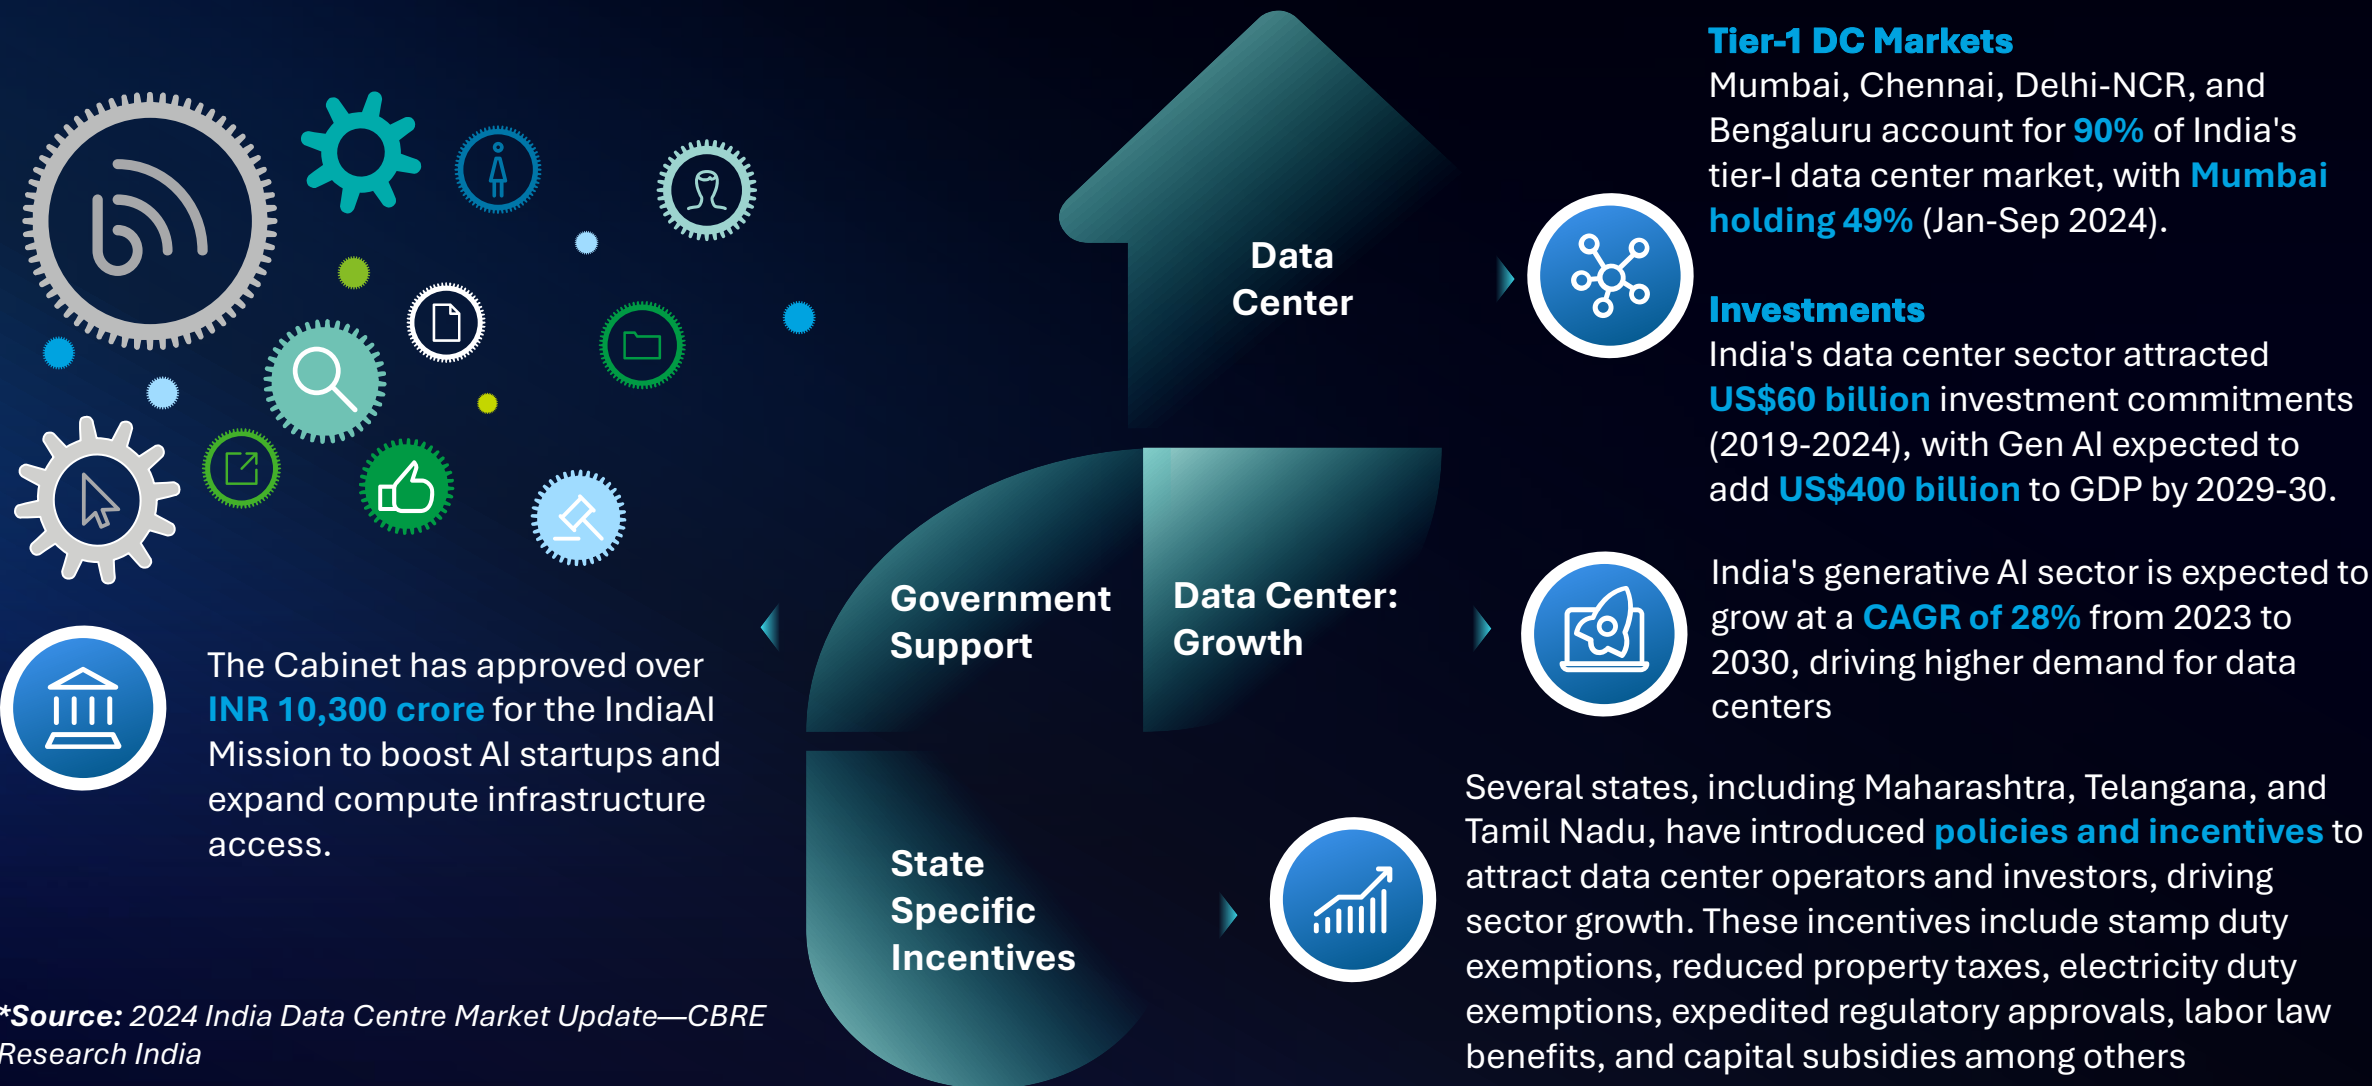 Tier-1 DC Markets
Mumbai, Chennai, Delhi-NCR, and
Bengaluru account for 90% of India's
tier-I data center market, with Mumbai
holding 49% (Jan-Sep 2024).
Data
Center
Investments
India's data center sector attracted
US$60 billion investment commitments
(2019-2024), with Gen AI expected to
add US$400 billion to GDP by 2029-30.
Government
Support
Data Center:
Growth
India's generative AI sector is expected to
grow at a CAGR of 28% from 2023 to
2030, driving higher demand for data
centers
The Cabinet has approved over
INR 10,300 crore for the IndiaAI
Mission to boost AI startups and
expand compute infrastructure
access.
State
Specific
Incentives
Several states, including Maharashtra, Telangana, and
Tamil Nadu, have introduced policies and incentives to
attract data center operators and investors, driving
sector growth. These incentives include stamp duty
exemptions, reduced property taxes, electricity duty
exemptions, expedited regulatory approvals, labor law
benefits, and capital subsidies among others
*Source: 2024 India Data Centre Market Update—CBRE
Research India